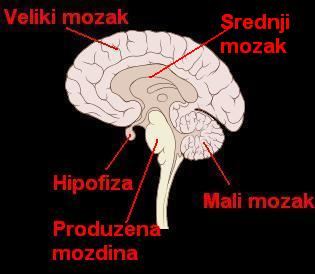 Veliki mozak
Srednji
mozak
Hipofiza
Mali mozak
Produzena
mozdina